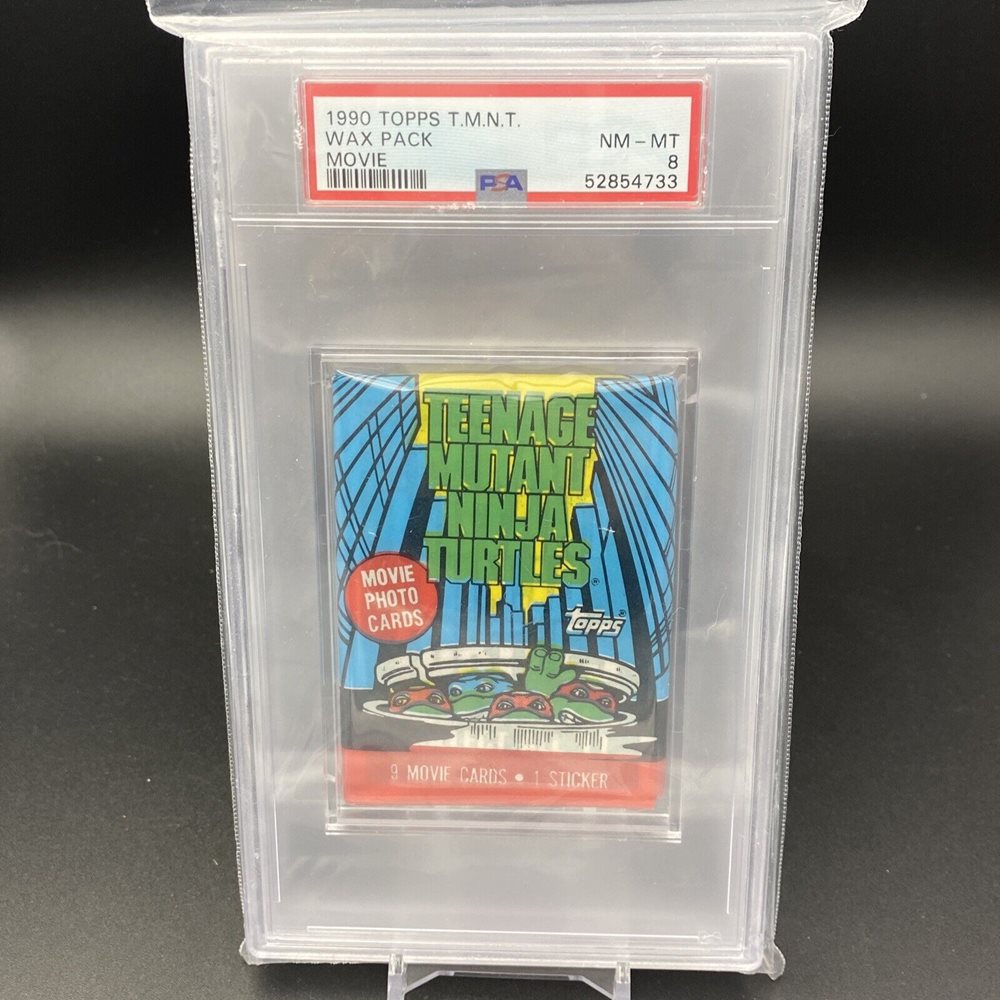 1990 TOPPS T.M.N.T.
WAX PACK
NM - MT
MOVIE
8
PSA
52854733
TEENAGE
MUTANT
NINJA
TURTLES®
MOVIE
PHOTO
CARDS
topps®
9 MOVIE CARDS • 1 STICKER